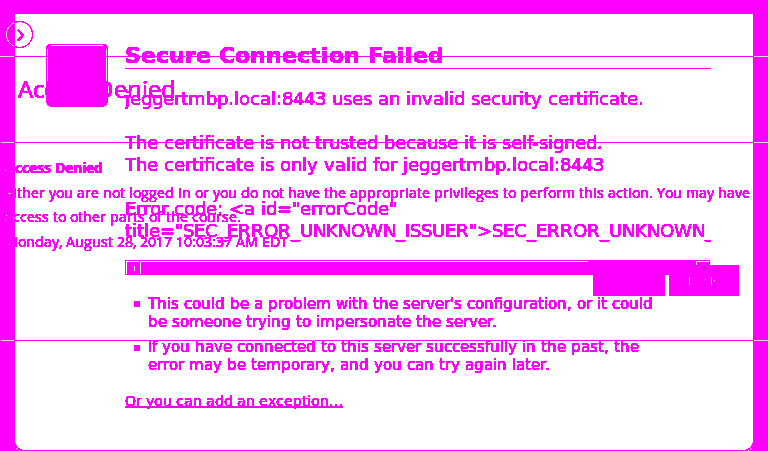 Secure Connection Failed
Denied
jeggertmbp.local:8443 uses an invalid security certificate.
The certificate is not trusted because it is self-signed.
The certificate is only valid for jeggertmbp.local:8443
Access Denied
Either you are not logged in or you do not have the appropriate privileges to perform this action. You may have
Error code: <a id="errorCode"
access to other parts of the course.
title="SEC_ERROR_UNKNOWN_ISSUER">SEC_ERROR_UNKNOWN_
Monday, August 28, 2017 10:03:37 AM EDT
This could be a problem with the server's configuration, or it could
be someone trying to impersonate the server.
If you have connected to this server successfully in the past, the
error may be temporary, and you can try again later.
Or you can add an exception...